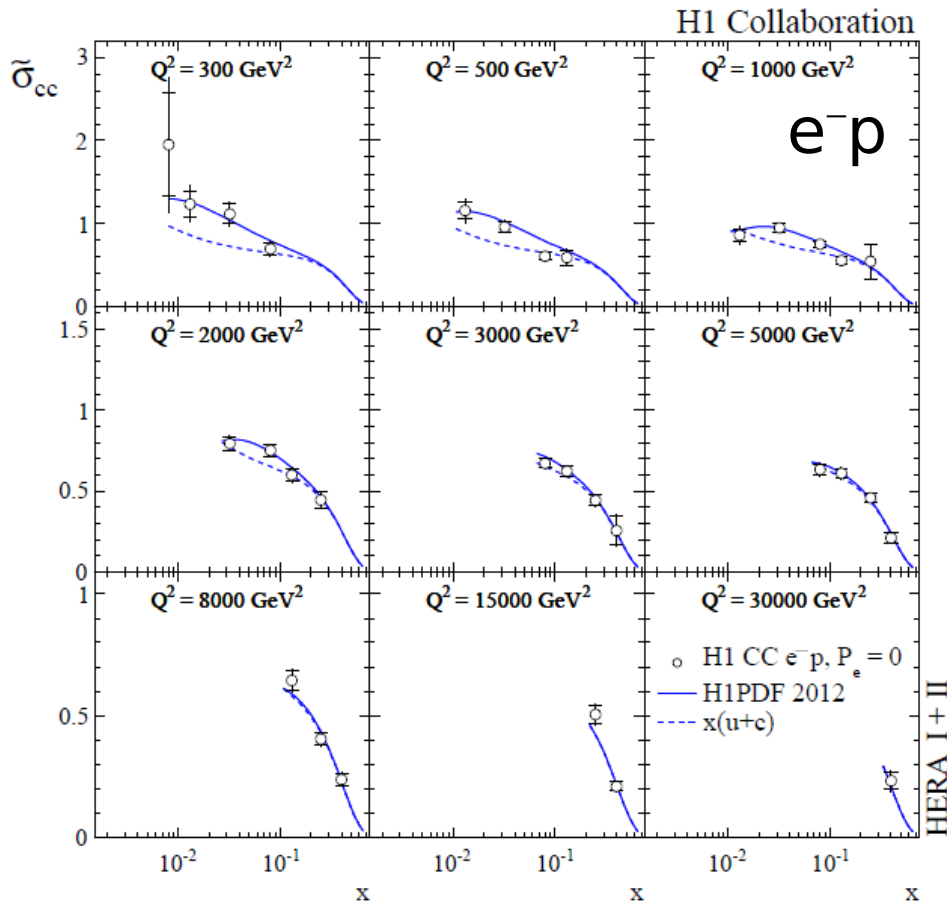 H1 Collaboration
σ̃cc
3
2
1
0
Q² = 300 GeV²
Q² = 500 GeV²
Q² = 1000 GeV²
e⁻p
1.5
1
0.5
0
Q² = 2000 GeV²
Q² = 3000 GeV²
Q² = 5000 GeV²
1
0.5
0
Q² = 8000 GeV²
Q² = 15000 GeV²
Q² = 30000 GeV²
H1 CC e⁻p, Pₑ = 0
H1PDF 2012
x(u+c)
10⁻² 10⁻¹ 10⁻² 10⁻¹ 10⁻² 10⁻¹
x x x
HERA I + II